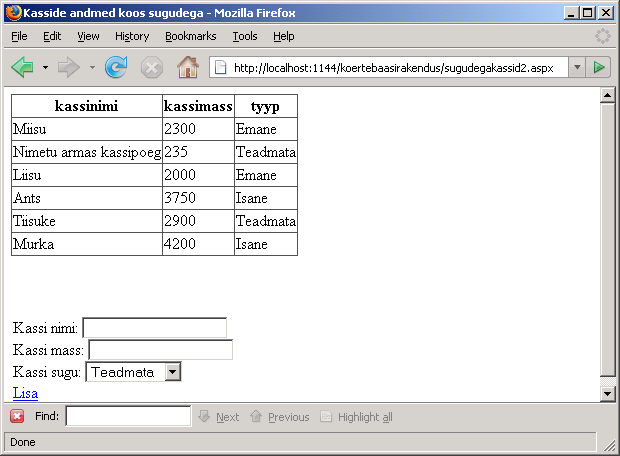 Kasside andmed koos sugudega - Mozilla Firefox
File Edit View History Bookmarks Tools Help
http://localhost:1144/koertebaasirakendus/sugudegakassid2.aspx
kassinimi kassimass tyyp
Miisu 2300 Emane
Nimetu armas kassipoeg 235 Teadmata
Liisu 2000 Emane
Ants 3750 Isane
Tiisuke 2900 Teadmata
Murka 4200 Isane
Kassi nimi:
Kassi mass:
Kassi sugu: Teadmata
Lisa
Find: Next Previous Highlight all
Done